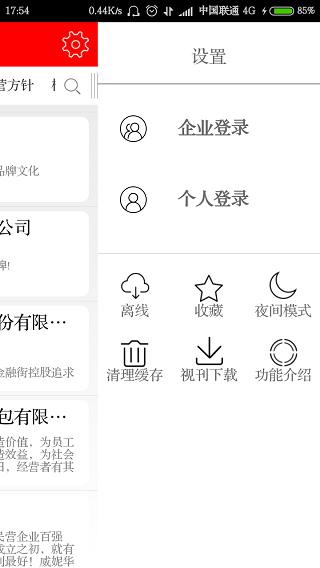 17:54 0.44K/s 中国联通 4G 85%
设置
营方针
企业登录
品牌文化
个人登录
公司
牌!
离线 收藏 夜间模式
份有限…
金融衔控股追求
清理缓存 视刊下载 功能介绍
包有限…
造价值，为员工
造效益，为社会
日，经营者有其
民营企业百强
成立之初，就有
到最好！威妮华